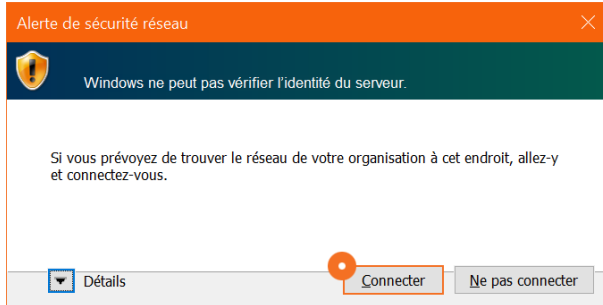 Alerte de sécurité réseau
Windows ne peut pas vérifier l’identité du serveur.
Si vous prévoyez de trouver le réseau de votre organisation à cet endroit, allez-y
et connectez-vous.
Détails Connecter Ne pas connecter